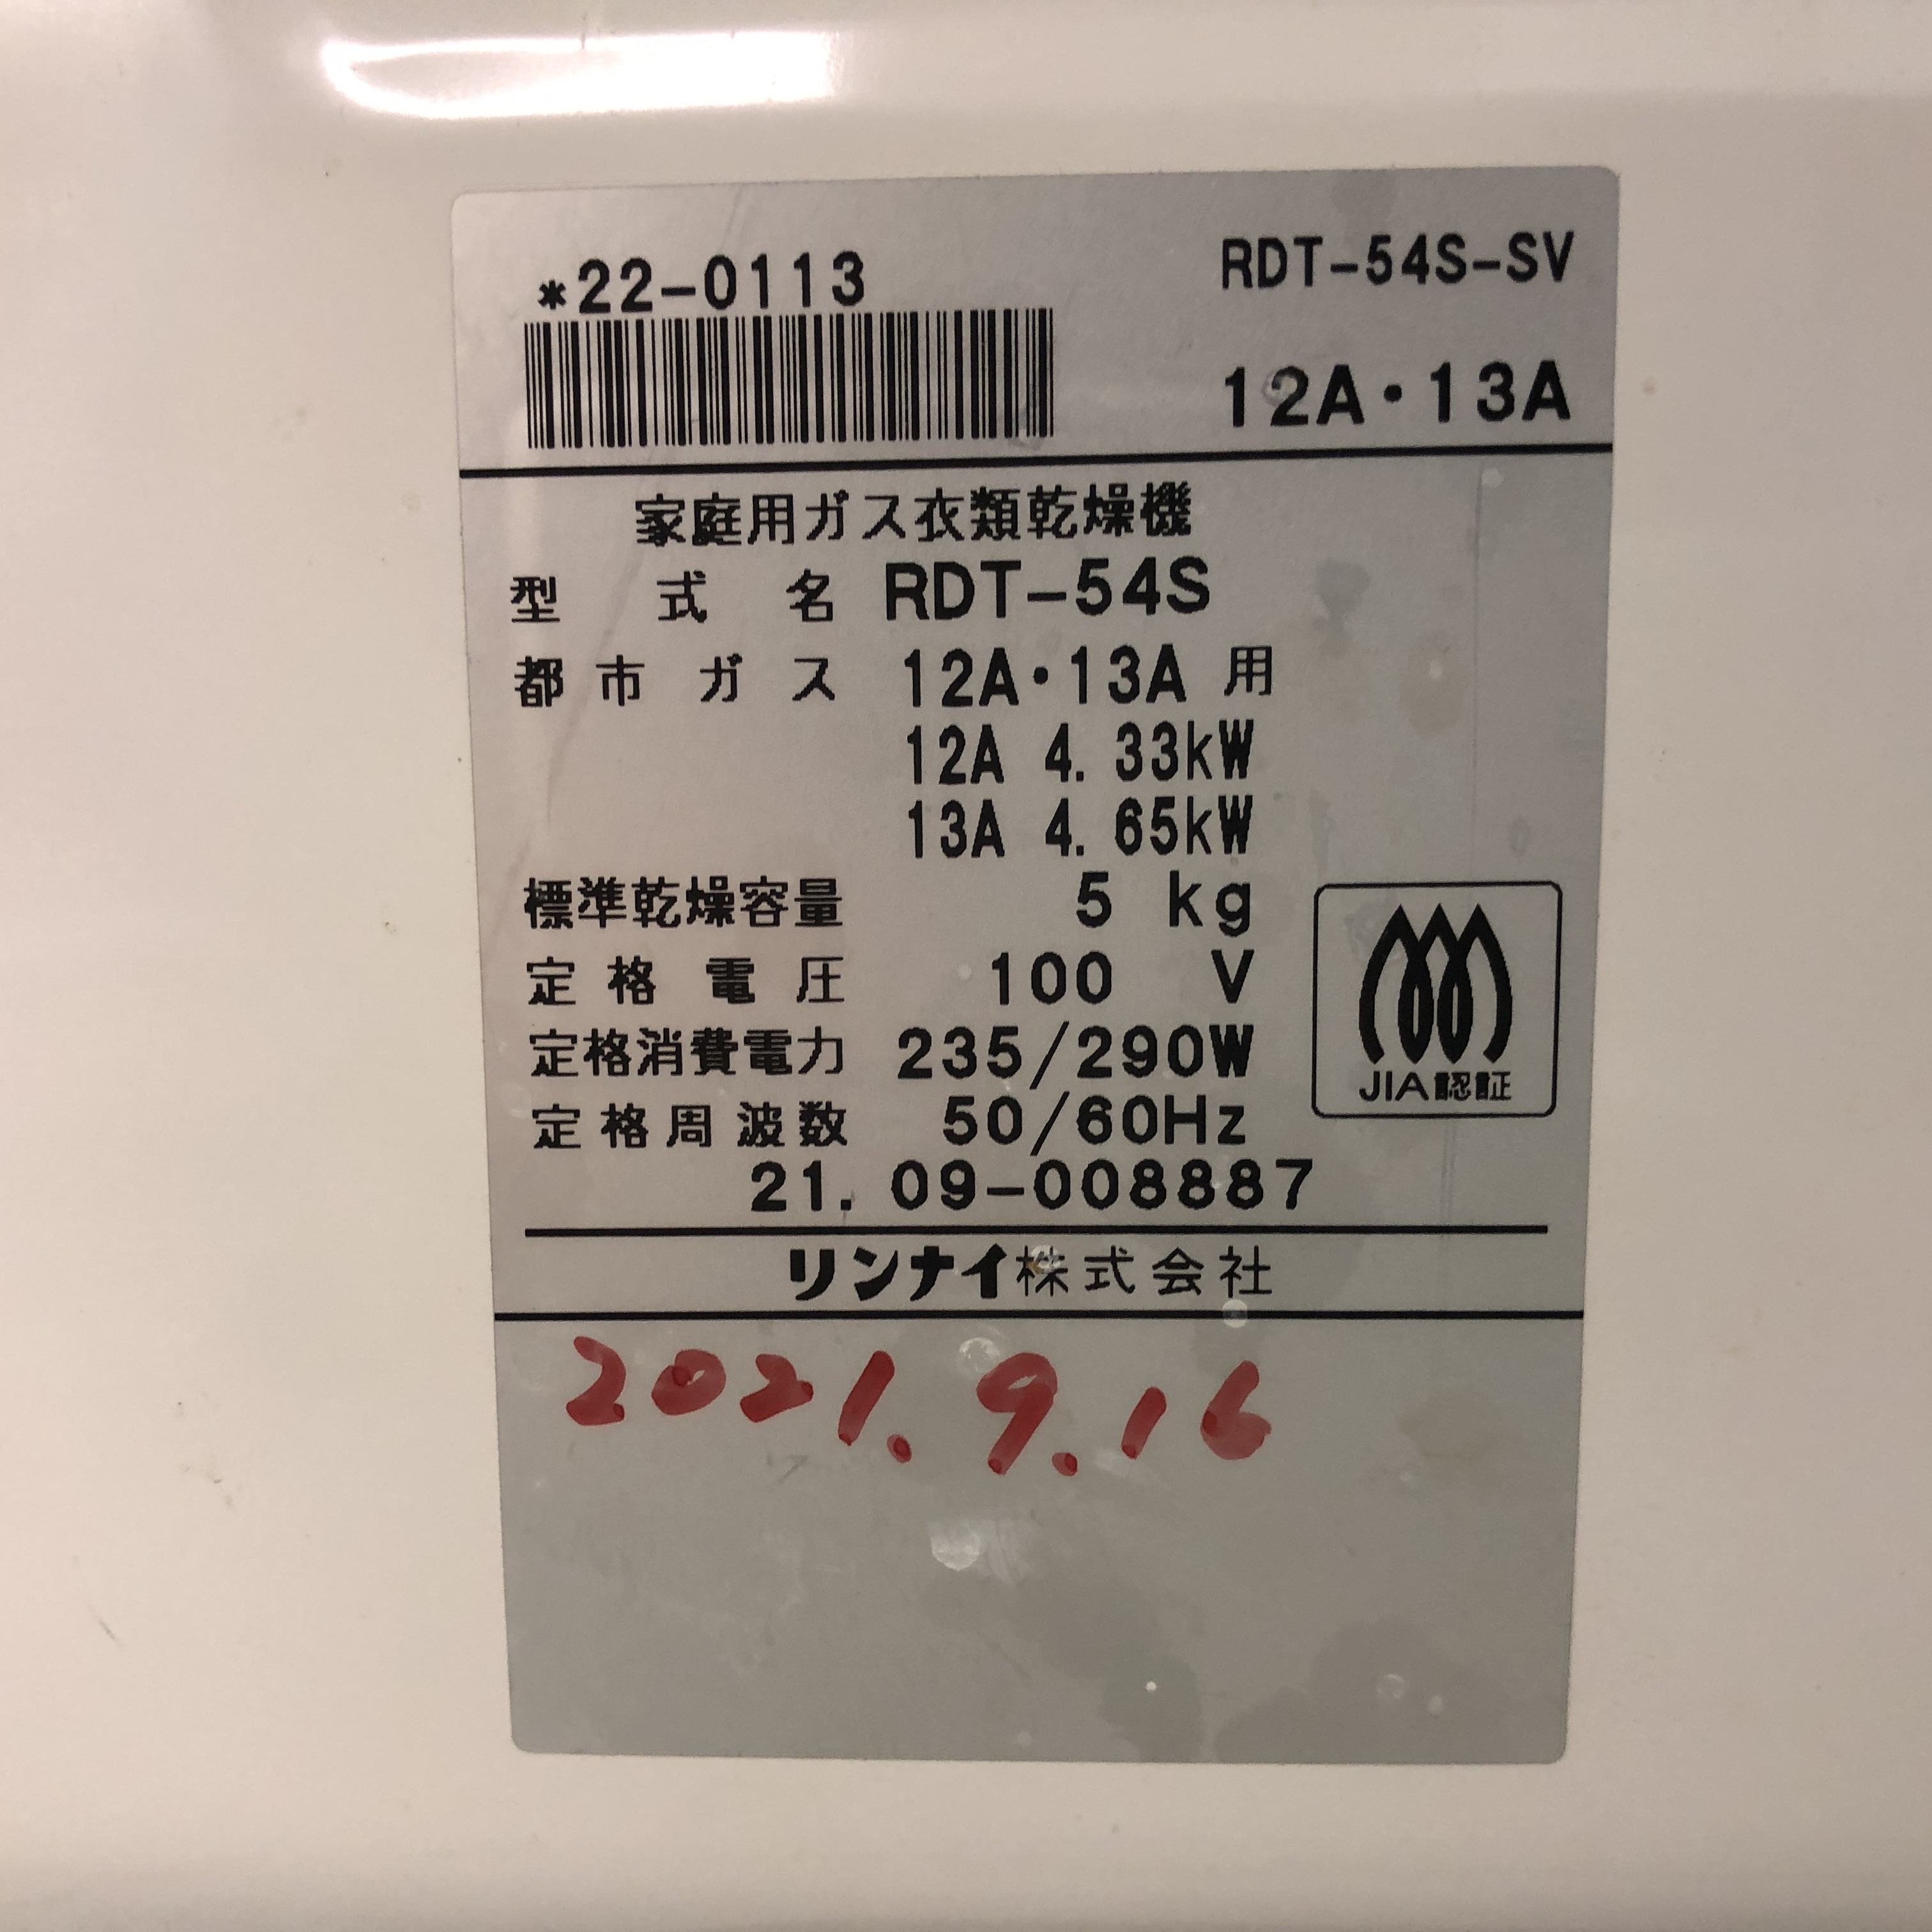 *22-0113
RDT-54S-SV
12A・13A
家庭用ガス衣類乾燥機
型式名 RDT-54S
都市ガス 12A・13A 用
12A 4.33kW
13A 4.65kW
標準乾燥容量 5 kg
定格電圧 100 V
定格消費電力 235/290W
定格周波数 50/60Hz
21.09-008887
JIA認証
リンナイ株式会社
2021.9.16